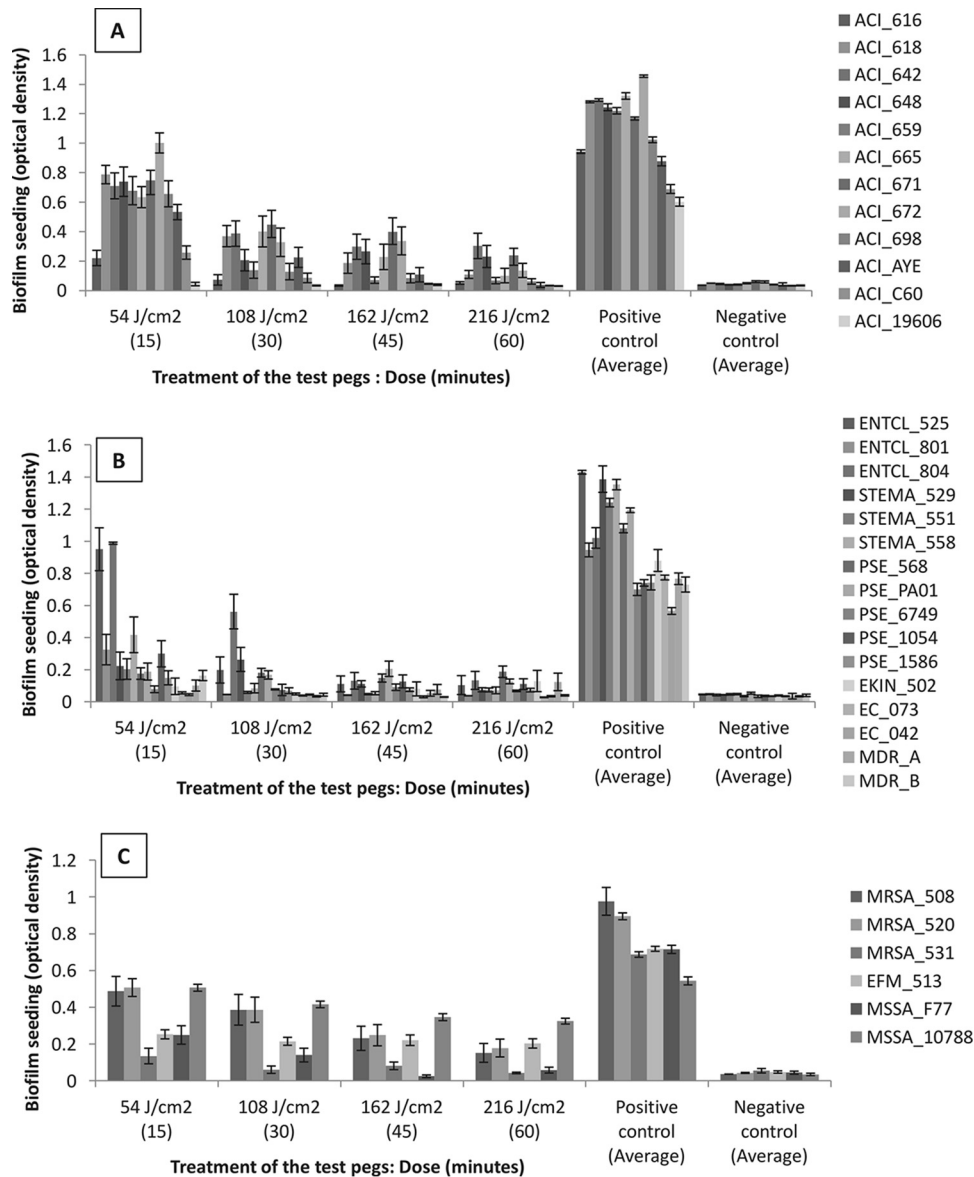 A
Biofilm seeding (optical density)
1.6
1.4
1.2
1
0.8
0.6
0.4
0.2
0
54 J/cm2 108 J/cm2 162 J/cm2 216 J/cm2 Positive Negative
(15) (30) (45) (60) control control
(Average) (Average)
Treatment of the test pegs : Dose (minutes)
ACI_616
ACI_618
ACI_642
ACI_648
ACI_659
ACI_665
ACI_671
ACI_672
ACI_698
ACI_AYE
ACI_C60
ACI_19606
B
Biofilm seeding (optical density)
1.6
1.4
1.2
1
0.8
0.6
0.4
0.2
0
54 J/cm2 108 J/cm2 162 J/cm2 216 J/cm2 Positive Negative
(15) (30) (45) (60) control control
(Average) (Average)
Treatment of the test pegs: Dose (minutes)
ENTCL_525
ENTCL_801
ENTCL_804
STEMA_529
STEMA_551
STEMA_558
PSE_568
PSE_PA01
PSE_6749
PSE_1054
PSE_1586
EKIN_502
EC_073
EC_042
MDR_A
MDR_B
C
Biofilm seeding (optical density)
1.2
1
0.8
0.6
0.4
0.2
0
54 J/cm2 108 J/cm2 162 J/cm2 216 J/cm2 Positive Negative
(15) (30) (45) (60) control control
(Average) (Average)
Treatment of the test pegs: Dose (minutes)
MRSA_508
MRSA_520
MRSA_531
EFM_513
MSSA_F77
MSSA_10788